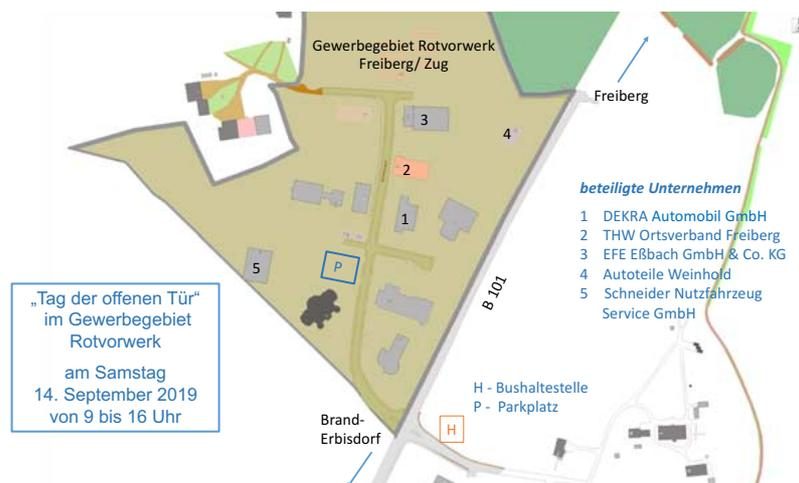 Gewerbegebiet Rotvorwerk
Freiberg/ Zug
Freiberg
3
4
2
1
5
P
B 101
beteiligte Unternehmen
1 DEKRA Automobil GmbH
2 THW Ortsverband Freiberg
3 EFE Eßbach GmbH & Co. KG
4 Autoteile Weinhold
5 Schneider Nutzfahrzeug
Service GmbH
„Tag der offenen Tür“
im Gewerbegebiet
Rotvorwerk
am Samstag
14. September 2019
von 9 bis 16 Uhr
H - Bushaltestelle
P - Parkplatz
Brand-
Erbisdorf
H